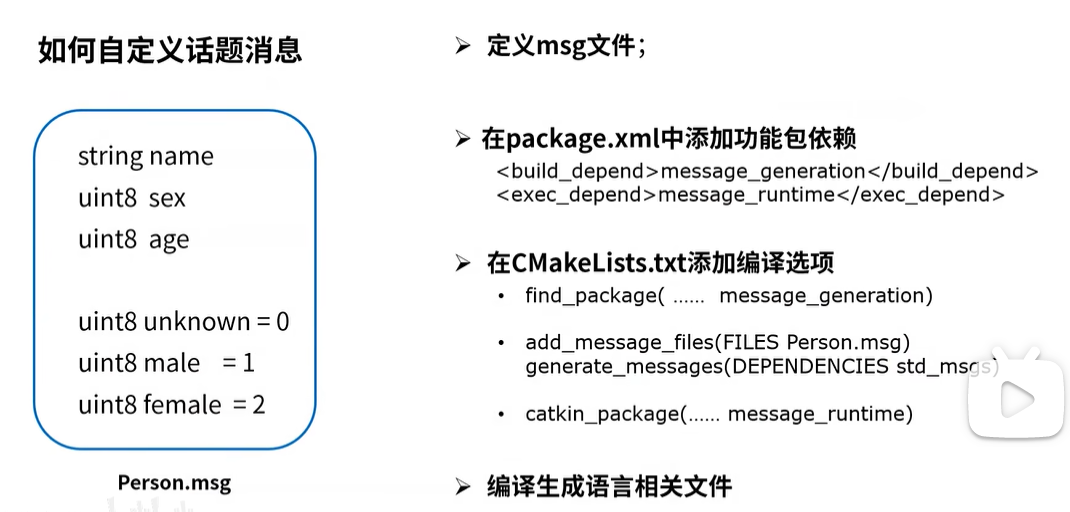 如何自定义话题消息
string name
uint8 sex
uint8 age
uint8 unknown = 0
uint8 male = 1
uint8 female = 2
Person.msg
➢ 定义msg文件；
➢ 在package.xml中添加功能包依赖
<build_depend>message_generation</build_depend>
<exec_depend>message_runtime</exec_depend>
➢ 在CMakeLists.txt添加编译选项
• find_package( …… message_generation)
• add_message_files(FILES Person.msg)
generate_messages(DEPENDENCIES std_msgs)
• catkin_package(…… message_runtime)
➢ 编译生成语言相关文件